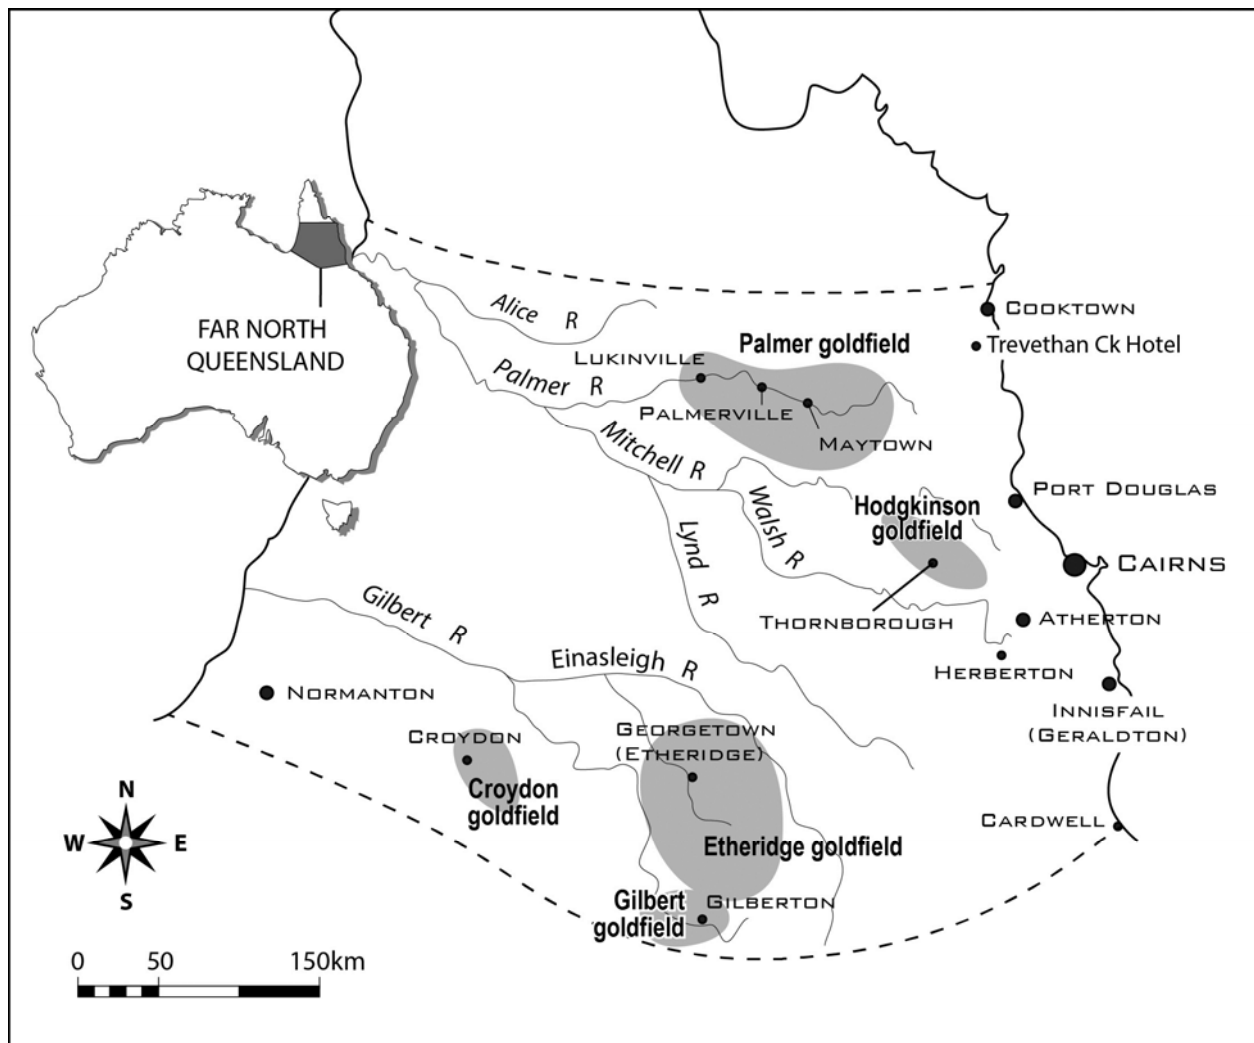 FAR NORTH
QUEENSLAND
Alice R
COOKTOWN
Trevethan Ck Hotel
Palmer goldfield
LUKINVILLE
Palmer R
PALMERVILLE
MAYTOWN
Mitchell R
PORT DOUGLAS
Hodgkinson
goldfield
Walsh R
Lynd R
CAIRNS
THORNBOROUGH
ATHERTON
HERBERTON
Gilbert R
Einasleigh R
NORMANTON
INNISFAIL
(GERALDTON)
CROYDON
GEORGETOWN
(ETHERIDGE)
Croydon
goldfield
CARDWELL
Etheridge goldfield
Gilbert
goldfield
GILBERTON
N
W E
S
0 50 150km